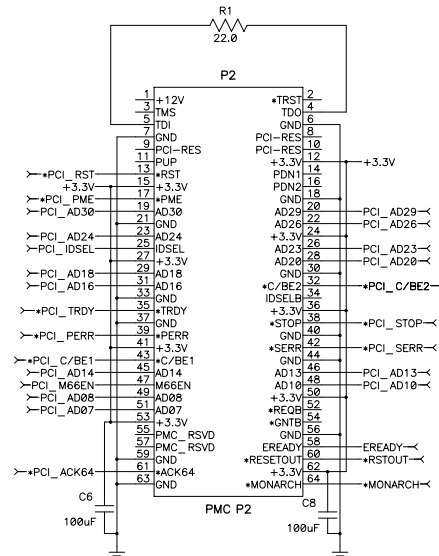 R1
22.0
P2
1 +12V *TRST 2
3 TMS TDO 4
5 TDI GND 6
7 GND PCI-RES 8
9 PCI-RES PCI-RES 10
11 PUP +3.3V 12 +3.3V
*PCI_RST 13 *RST PDN1 14
+3.3V 15 +3.3V PDN2 16
*PCI_PME 17 *PME GND 18
PCI_AD30 19 AD30 AD29 20 PCI_AD29
21 GND AD26 22 PCI_AD26
PCI_AD24 23 AD24 +3.3V 24
PCI_IDSEL 25 IDSEL AD23 26 PCI_AD23
27 +3.3V AD20 28 PCI_AD20
PCI_AD18 29 AD18 GND 30
PCI_AD16 31 AD16 *C/BE2 32 *PCI_C/BE2
33 GND IDSELB 34
*PCI_TRDY 35 *TRDY +3.3V 36
37 GND *STOP 38 *PCI_STOP
*PCI_PERR 39 *PERR GND 40
41 +3.3V *SERR 42 *PCI_SERR
*PCI_C/BE1 43 *C/BE1 GND 44
PCI_AD14 45 AD14 AD13 46 PCI_AD13
PCI_M66EN 47 M66EN AD10 48 PCI_AD10
PCI_AD08 49 AD08 +3.3V 50
PCI_AD07 51 AD07 *REQB 52
53 +3.3V *GNTB 54
55 PMC_RSVD GND 56
57 PMC_RSVD EREADY 58 EREADY
59 GND *RESETOUT 60 *RSTOUT
*PCI_ACK64 61 *ACK64 +3.3V 62
63 GND *MONARCH 64 *MONARCH
C6
100uF
PMC P2
C8
100uF